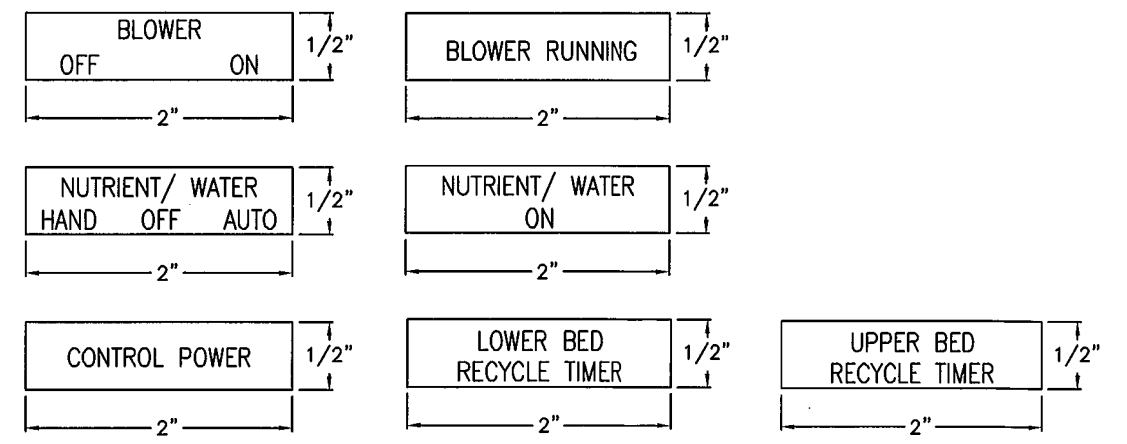 BLOWER
OFF ON
1/2"
2"
BLOWER RUNNING
1/2"
2"
NUTRIENT/ WATER
HAND OFF AUTO
1/2"
2"
NUTRIENT/ WATER
ON
1/2"
2"
CONTROL POWER
1/2"
2"
LOWER BED
RECYCLE TIMER
1/2"
2"
UPPER BED
RECYCLE TIMER
1/2"
2"